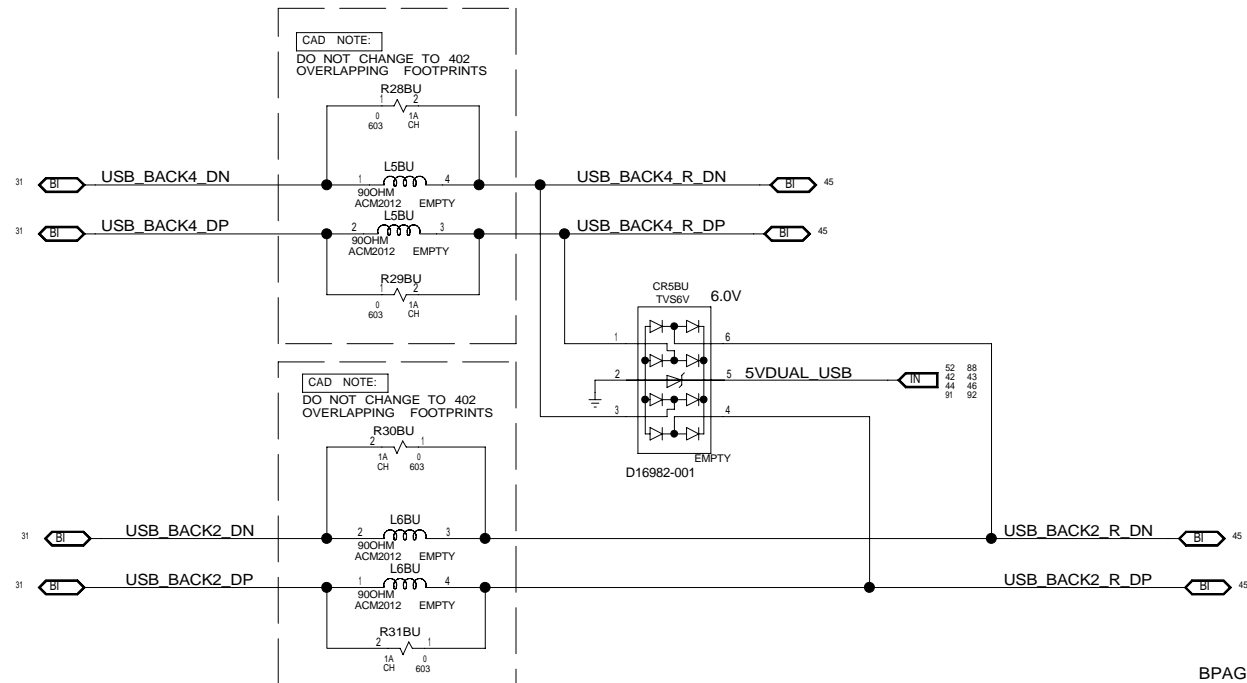 CAD NOTE:
DO NOT CHANGE TO 402
OVERLAPPING FOOTPRINTS
R28BU
1 2
0 1A
603 CH
31 BI USB_BACK4_DN
L5BU
1 4
90OHM
ACM2012 EMPTY
USB_BACK4_R_DN BI 45
31 BI USB_BACK4_DP
L5BU
2 3
90OHM
ACM2012 EMPTY
USB_BACK4_R_DP BI 45
R29BU
1 2
0 1A
603 CH
CR5BU
TVS6V 6.0V
1 6
2 5 5VDUAL_USB IN
52 88
42 43
44 46
91 92
3 4
EMPTY
D16982-001
CAD NOTE:
DO NOT CHANGE TO 402
OVERLAPPING FOOTPRINTS
R30BU
2 1
1A 0
CH 603
31 BI USB_BACK2_DN
L6BU
2 3
90OHM
ACM2012 EMPTY
USB_BACK2_R_DN BI 45
31 BI USB_BACK2_DP
L6BU
1 4
90OHM
ACM2012 EMPTY
USB_BACK2_R_DP BI 45
R31BU
2 1
1A 0
CH 603
BPAG